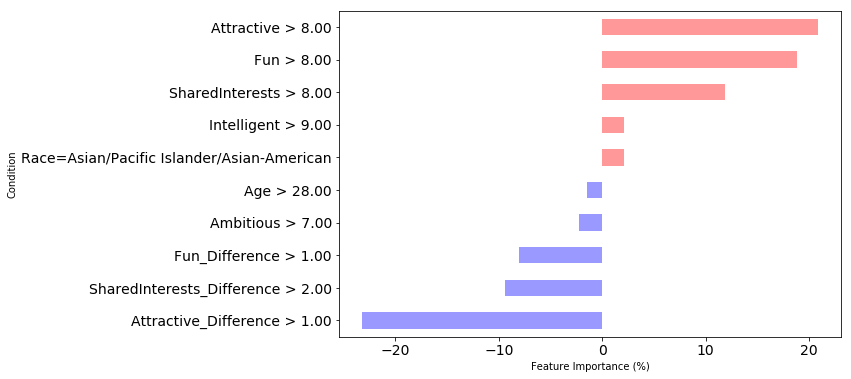 Attractive > 8.00
Fun > 8.00
SharedInterests > 8.00
Intelligent > 9.00
Race=Asian/Pacific Islander/Asian-American
Age > 28.00
Ambitious > 7.00
Fun_Difference > 1.00
SharedInterests_Difference > 2.00
Attractive_Difference > 1.00
Condition
−20
−10
0
10
20
Feature Importance (%)